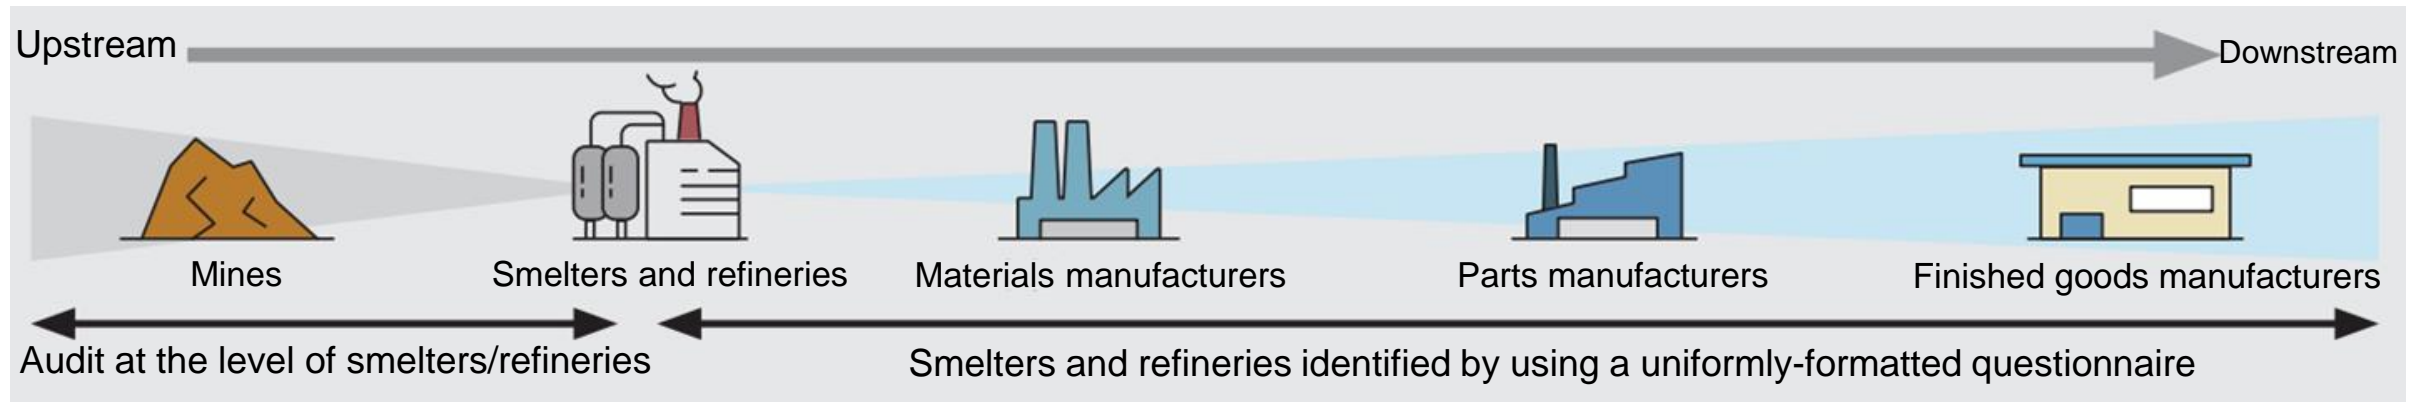 Upstream
Downstream
Mines
Smelters and refineries
Materials manufacturers
Parts manufacturers
Finished goods manufacturers
Audit at the level of smelters/refineries
Smelters and refineries identified by using a uniformly-formatted questionnaire